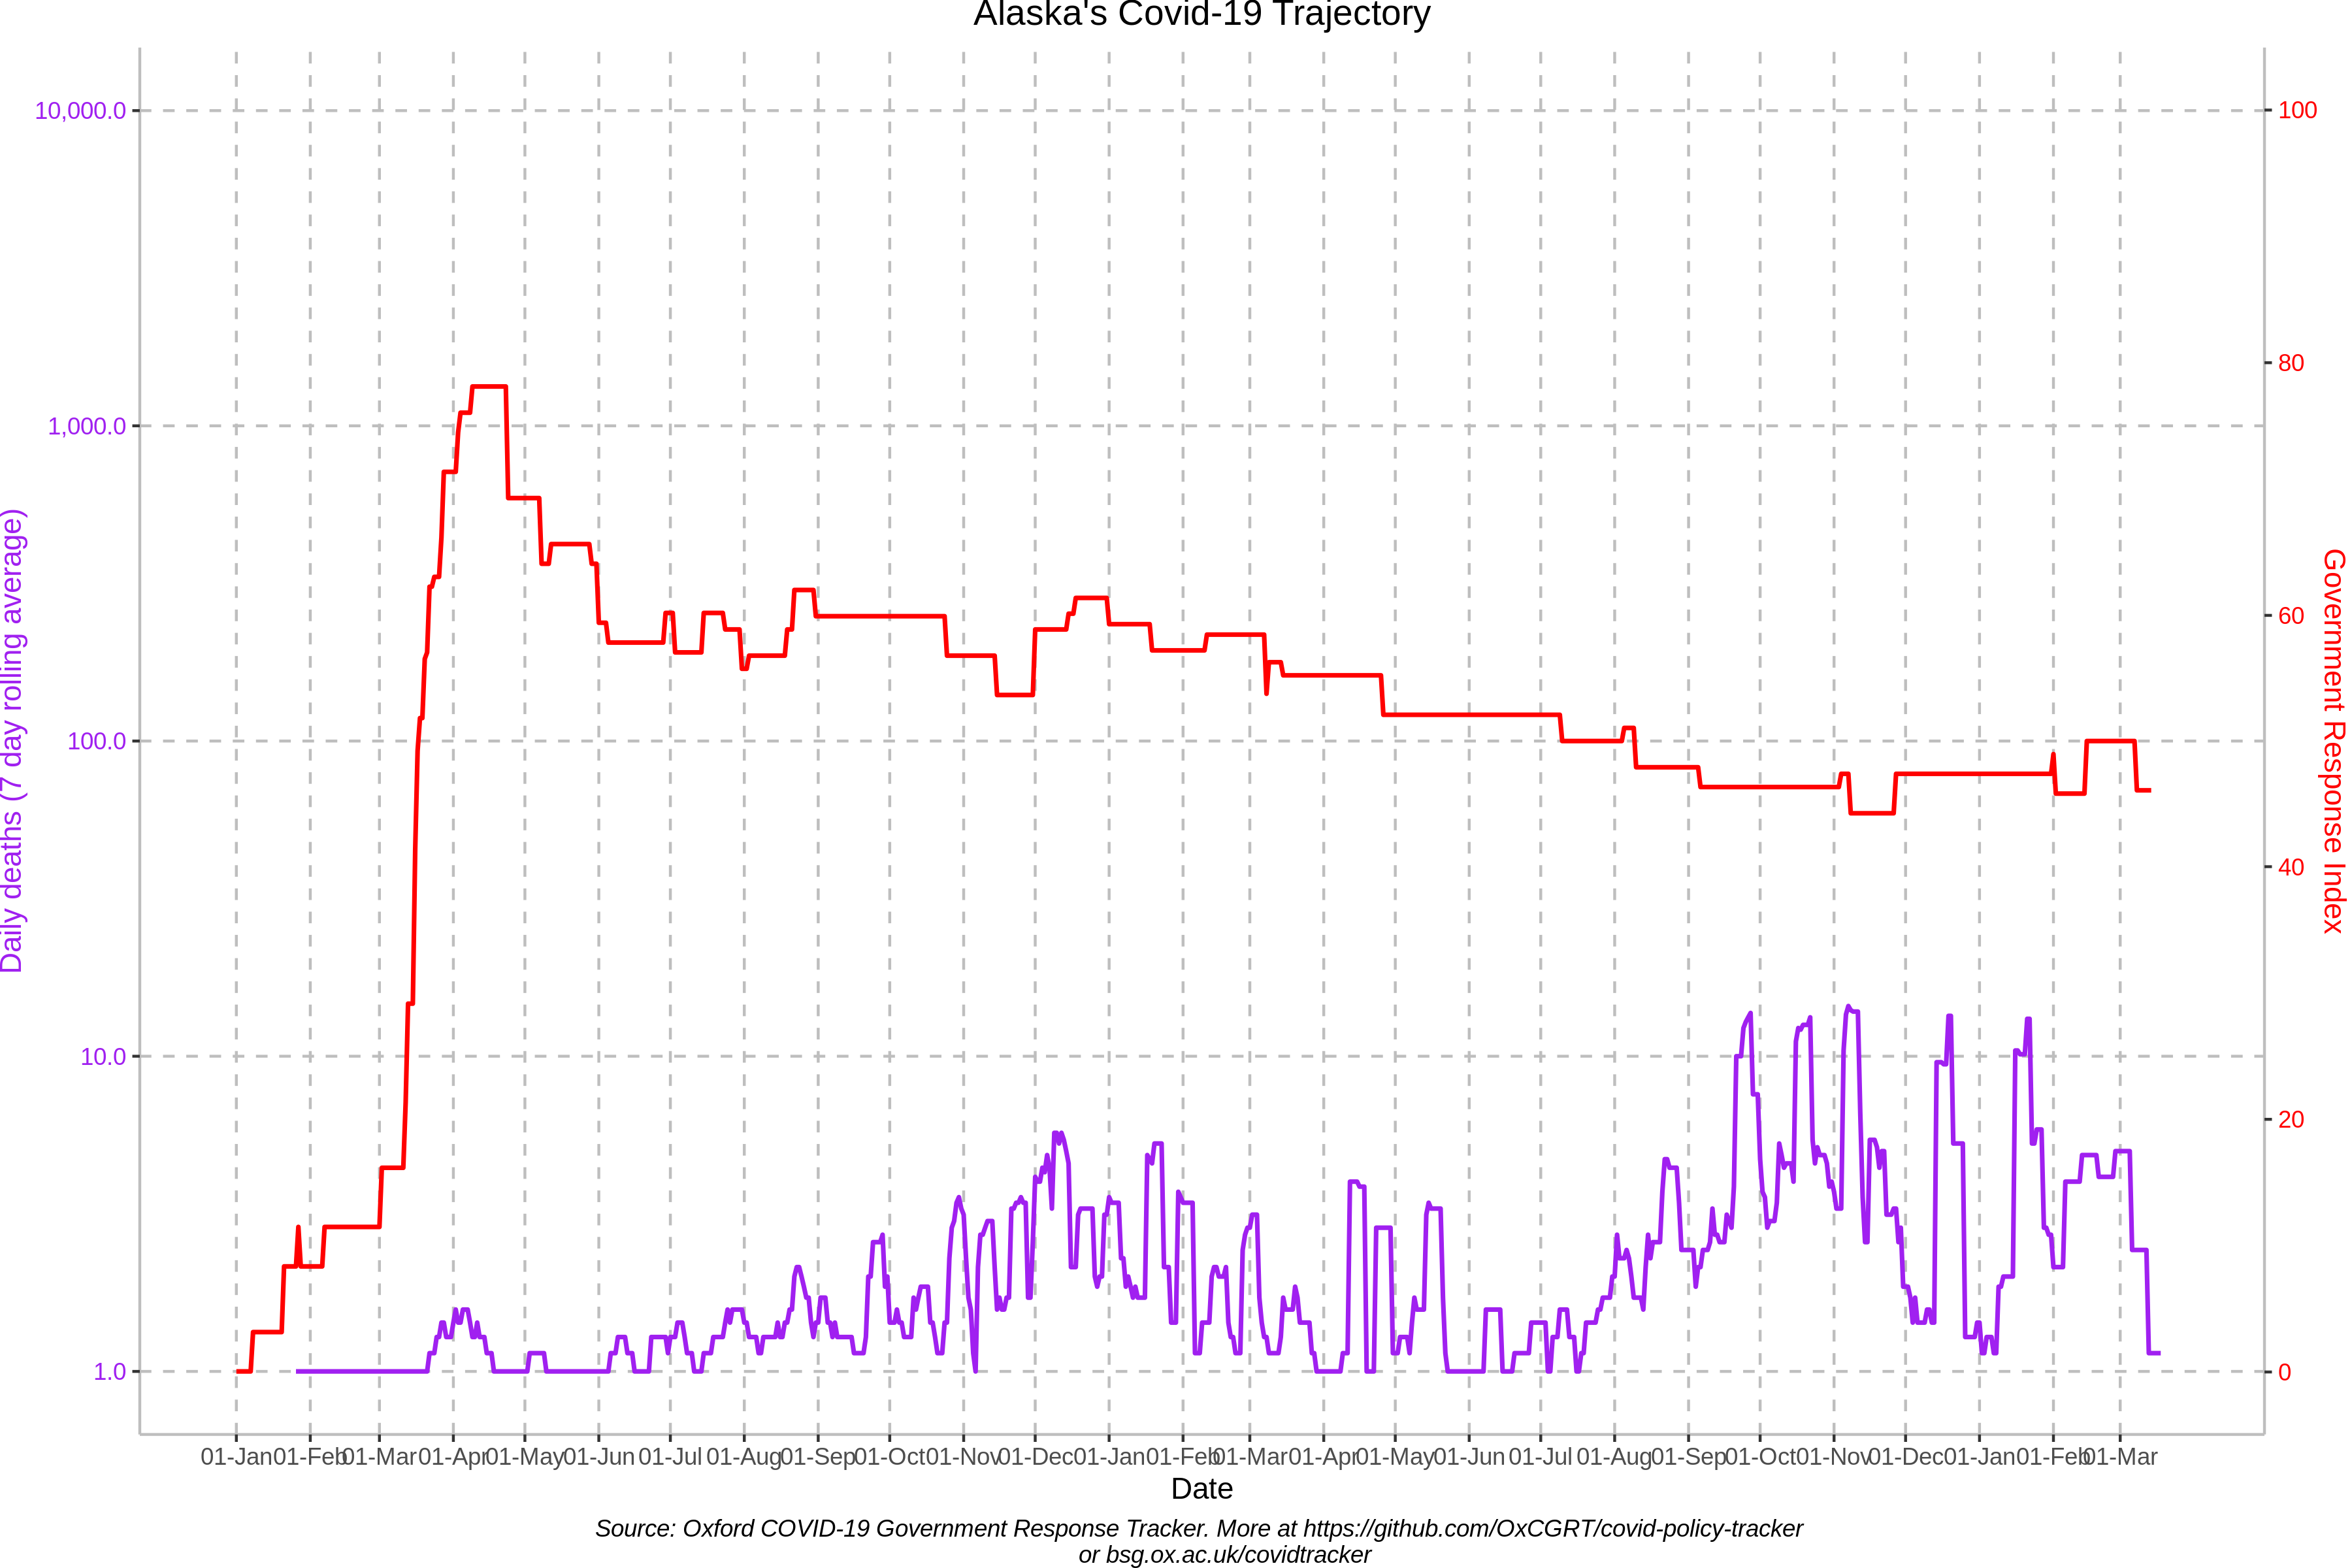 Alaska's Covid-19 Trajectory
10,000.0
1,000.0
100.0
10.0
1.0
Daily deaths (7 day rolling average)
100
80
60
40
20
0
Government Response Index
01-Jan 01-Feb 01-Mar 01-Apr 01-May 01-Jun 01-Jul 01-Aug 01-Sep 01-Oct 01-Nov 01-Dec 01-Jan 01-Feb 01-Mar 01-Apr 01-May 01-Jun 01-Jul 01-Aug 01-Sep 01-Oct 01-Nov 01-Dec 01-Jan 01-Feb 01-Mar
Date
Source: Oxford COVID-19 Government Response Tracker. More at https://github.com/OxCGRT/covid-policy-tracker
or bsg.ox.ac.uk/covidtracker